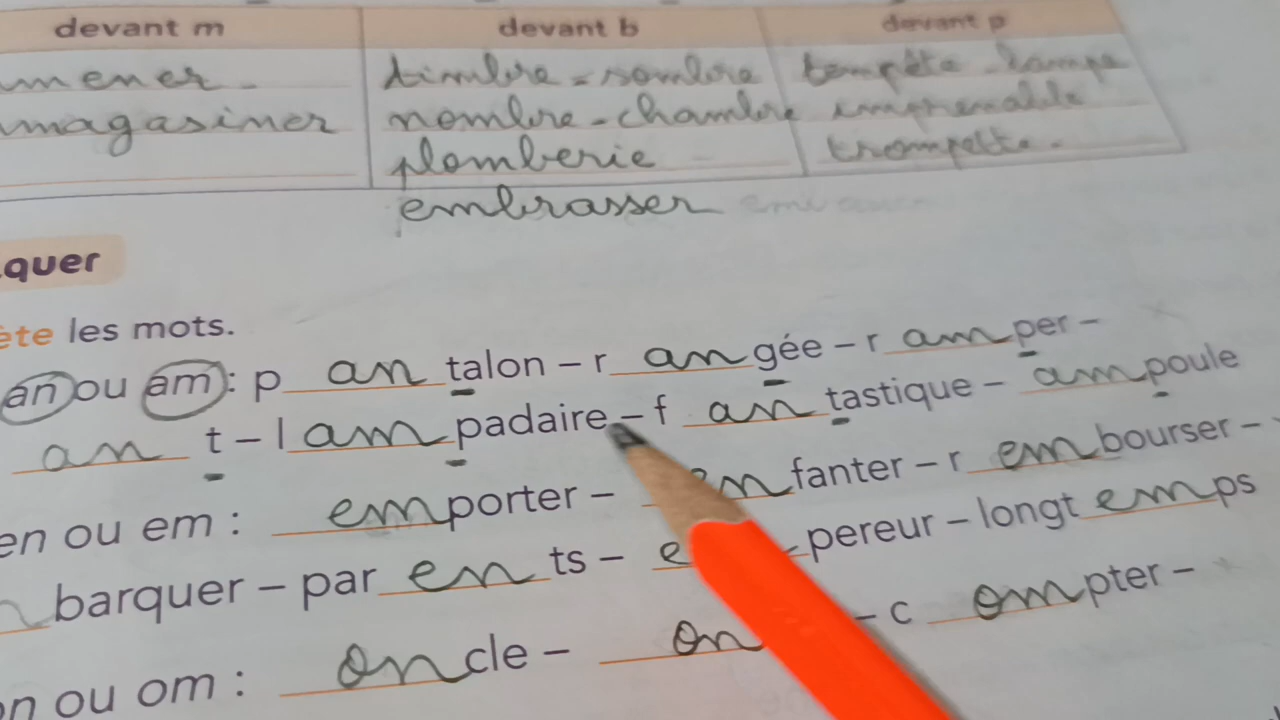 devant m devant b devant p
mener - timbre - sombre tempête - lampe
magasiner nombre - chambre imprenable
plomberie trompette -
embrasser
quer
ète les mots.
an ou am : p an talon – r an gée – r am per –
an t – l am padaire – f an tastique – am poule
en ou em : em porter – en fanter – r em bourser –
barquer – par en ts – e pereur – longt em ps
on ou om : on cle – on – c om pter –